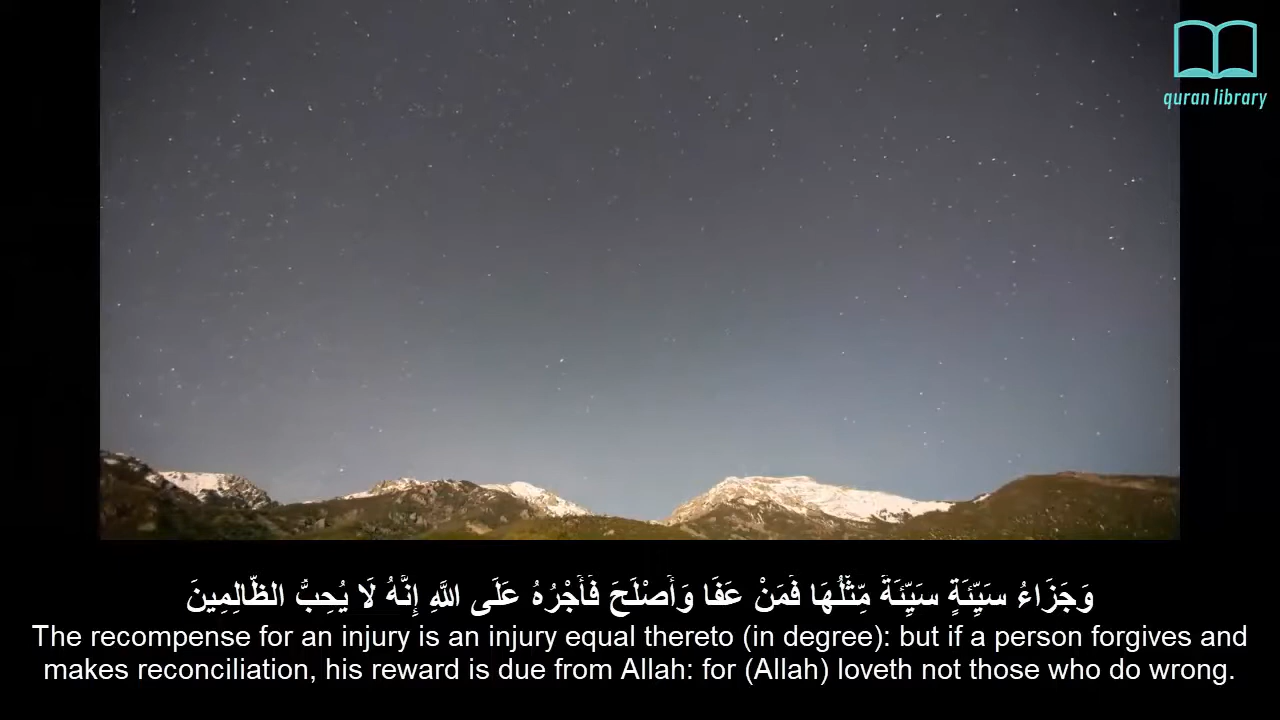 quran library
وَجَزَاءُ سَيِّئَةٍ سَيِّئَةٌ مِّثْلُهَا فَمَنْ عَفَا وَأَصْلَحَ فَأَجْرُهُ عَلَى اللَّهِ إِنَّهُ لَا يُحِبُّ الظَّالِمِينَ
The recompense for an injury is an injury equal thereto (in degree): but if a person forgives and
makes reconciliation, his reward is due from Allah: for (Allah) loveth not those who do wrong.